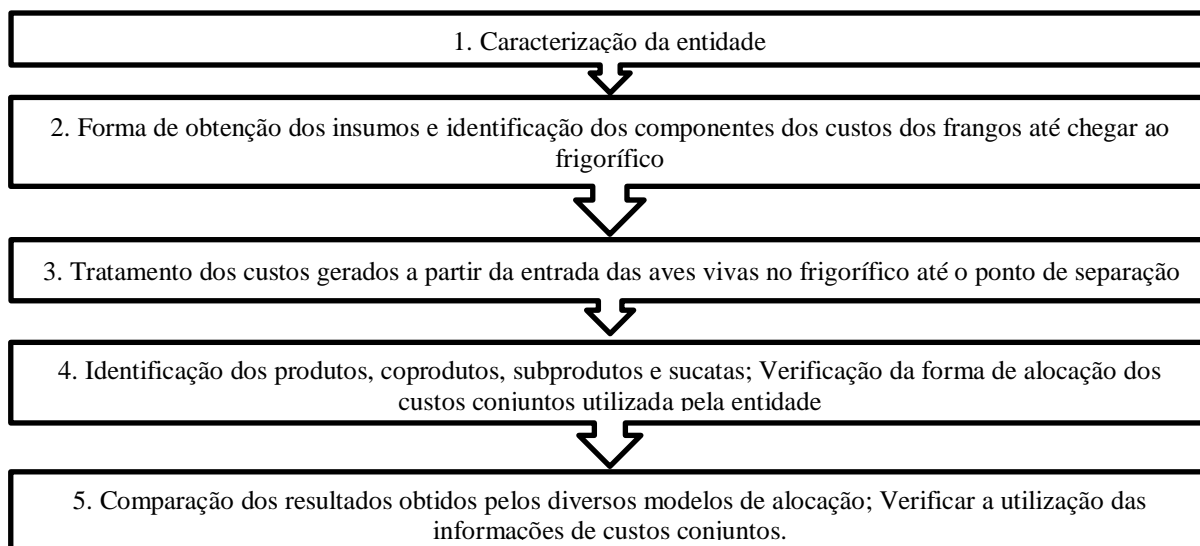 1. Caracterização da entidade
2. Forma de obtenção dos insumos e identificação dos componentes dos custos dos frangos até chegar ao
frigorífico
3. Tratamento dos custos gerados a partir da entrada das aves vivas no frigorífico até o ponto de separação
4. Identificação dos produtos, coprodutos, subprodutos e sucatas; Verificação da forma de alocação dos
custos conjuntos utilizada pela entidade
5. Comparação dos resultados obtidos pelos diversos modelos de alocação; Verificar a utilização das
informações de custos conjuntos.